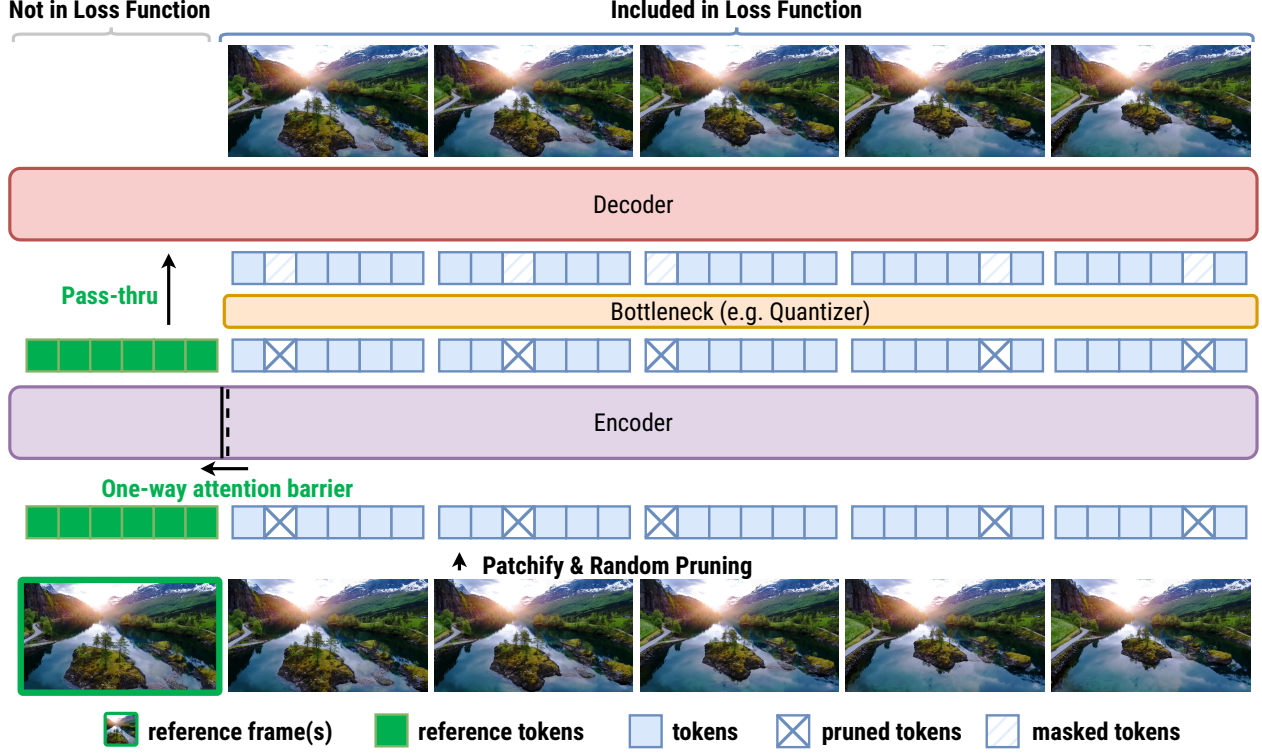 Not in Loss Function
Included in Loss Function
Decoder
Pass-thru
Bottleneck (e.g. Quantizer)
Encoder
One-way attention barrier
Patchify & Random Pruning
reference frame(s)
reference tokens
tokens
pruned tokens
masked tokens